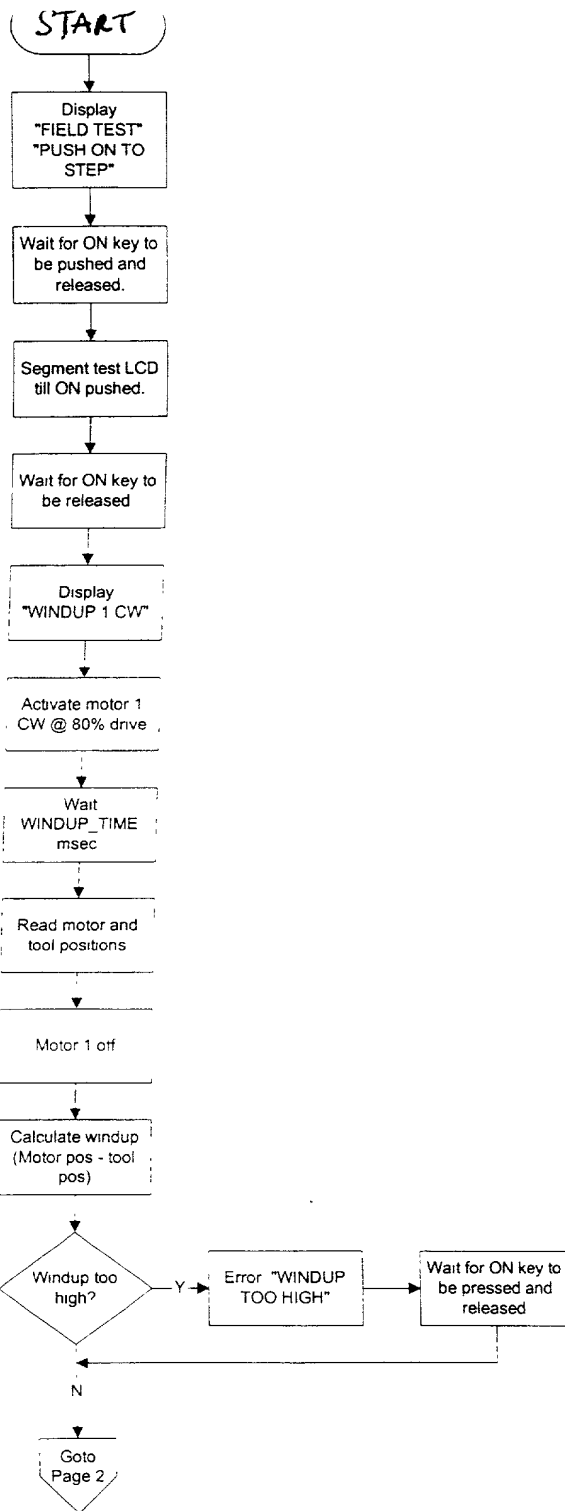 START
Display
"FIELD TEST"
"PUSH ON TO
STEP"
Wait for ON key to
be pushed and
released.
Segment test LCD
till ON pushed.
Wait for ON key to
be released
Display
"WINDUP 1 CW"
Activate motor 1
CW @ 80% drive
Wait
WINDUP_TIME
msec
Read motor and
tool positions
Motor 1 off
Calculate windup
(Motor pos - tool
pos)
Windup too
high?
Y
Error "WINDUP
TOO HIGH"
Wait for ON key to
be pressed and
released
N
Goto
Page 2